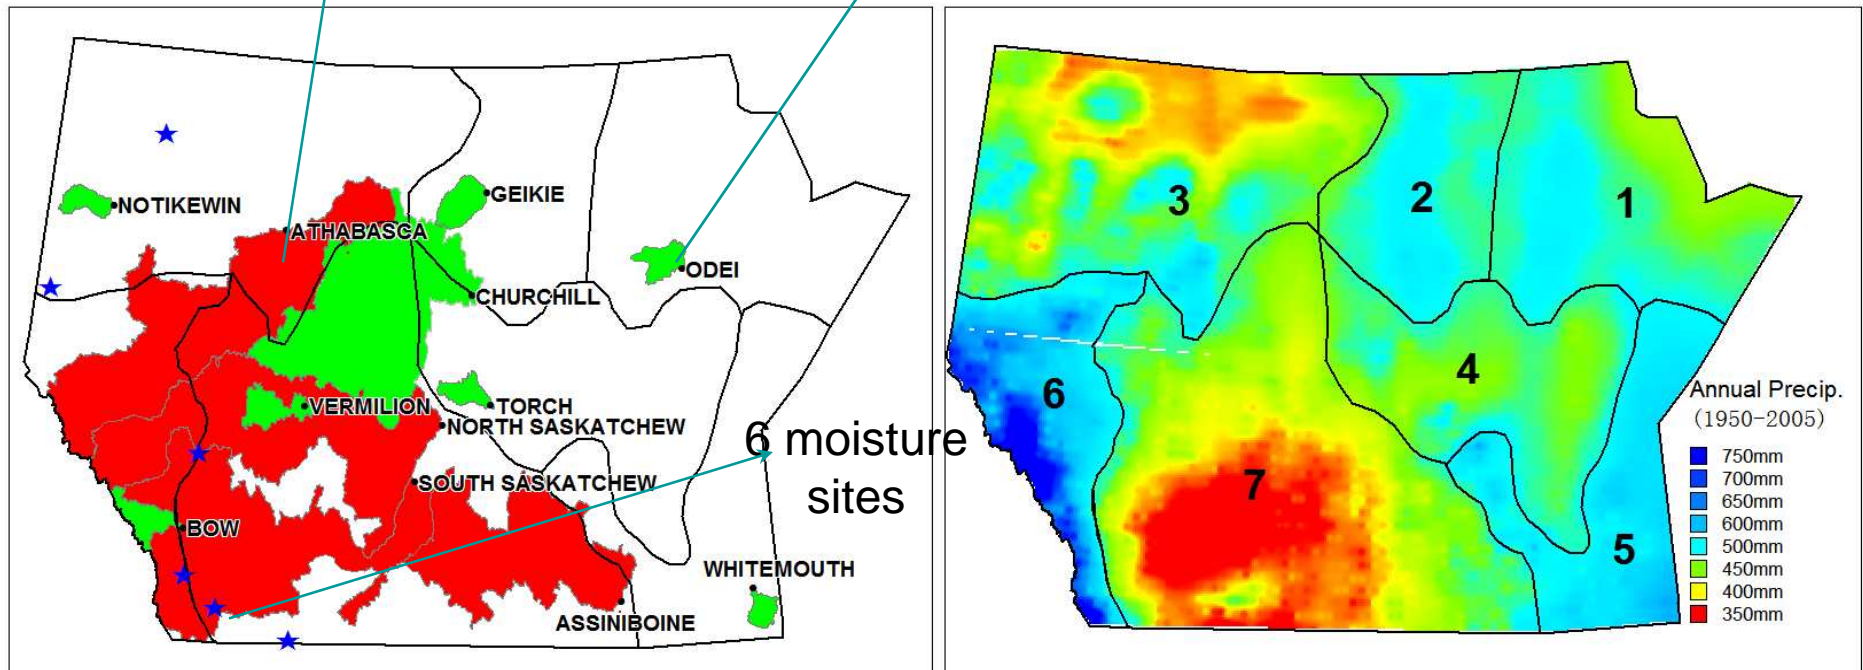 NOTIKEWIN
GEIKIE
ATHABASCA
ODEI
CHURCHILL
VERMILION
TORCH
NORTH SASKATCHEW
6 moisture
sites
SOUTH SASKATCHEW
BOW
WHITEMOUTH
ASSINIBOINE
1
2
3
4
5
6
7
Annual Precip.
(1950-2005)
750mm
700mm
650mm
600mm
500mm
450mm
400mm
350mm